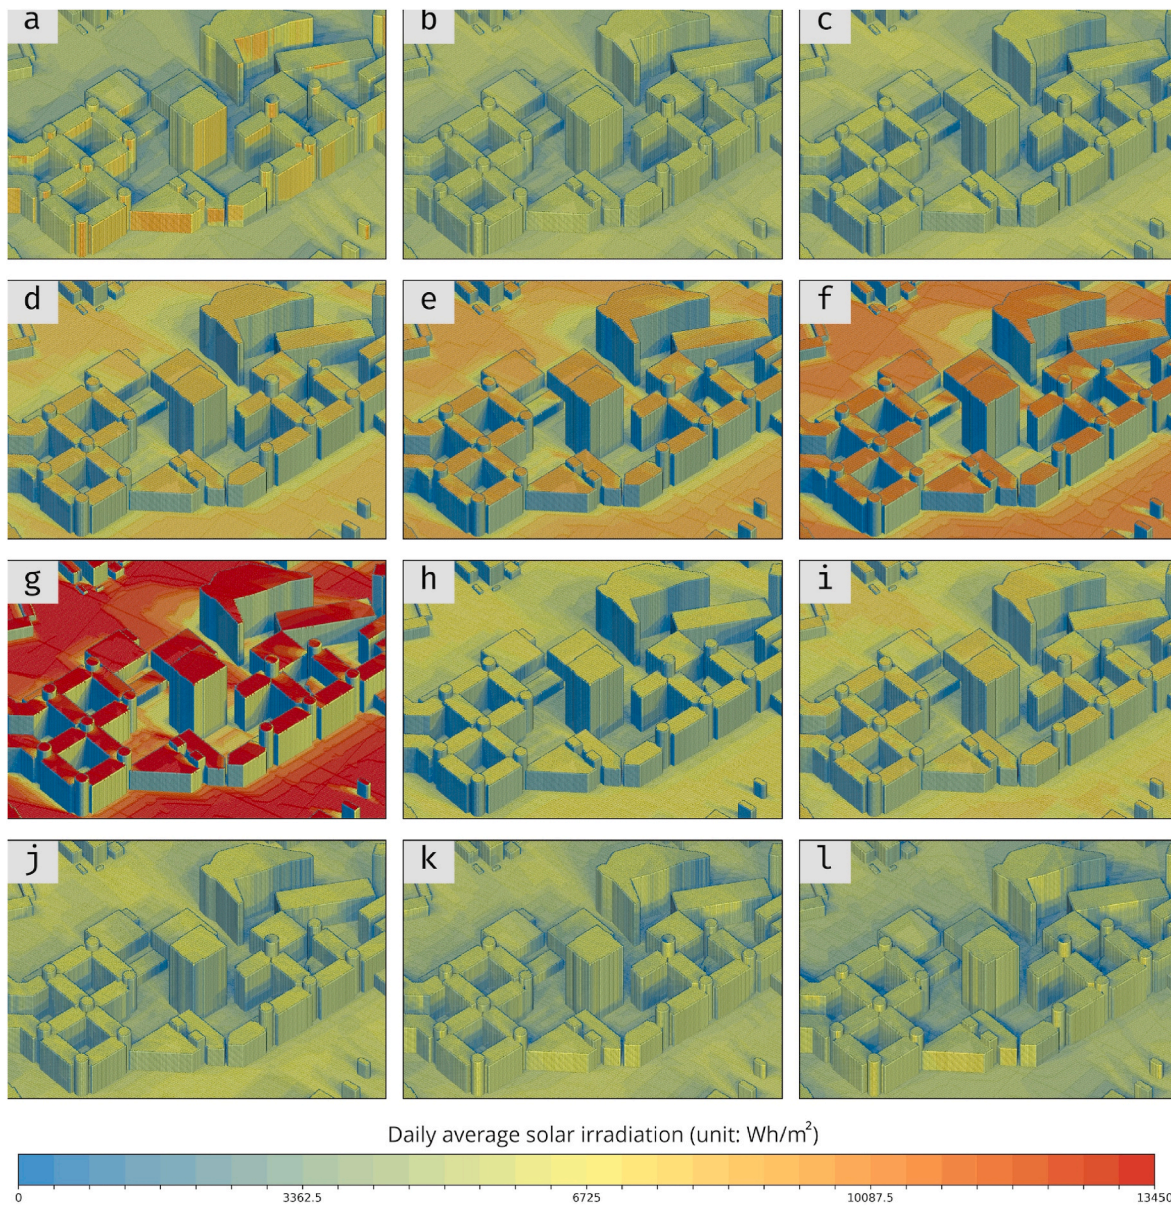 a
b
c
d
e
f
g
h
i
j
k
l
Daily average solar irradiation (unit: Wh/m²)
0 3362.5 6725 10087.5 13450